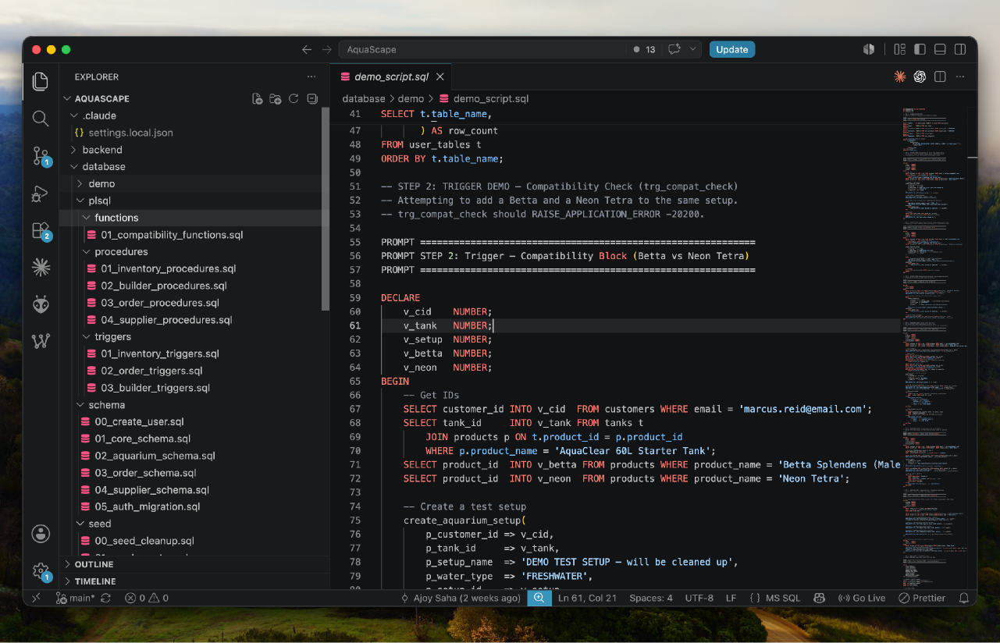 AquaScape
13
Update
EXPLORER
demo_script.sql
AQUASCAPE
database > demo > demo_script.sql
.claude
{} settings.local.json
backend
database
demo
plsql
functions
01_compatibility_functions.sql
procedures
01_inventory_procedures.sql
02_builder_procedures.sql
03_order_procedures.sql
04_supplier_procedures.sql
triggers
01_inventory_triggers.sql
02_order_triggers.sql
03_builder_triggers.sql
schema
00_create_user.sql
01_core_schema.sql
02_aquarium_schema.sql
03_order_schema.sql
04_supplier_schema.sql
05_auth_migration.sql
seed
00_seed_cleanup.sql
OUTLINE
TIMELINE
1
2
1
41 SELECT t.table_name,
47 ) AS row_count
48 FROM user_tables t
49 ORDER BY t.table_name;
50
51 -- STEP 2: TRIGGER DEMO – Compatibility Check (trg_compat_check)
52 -- Attempting to add a Betta and a Neon Tetra to the same setup.
53 -- trg_compat_check should RAISE_APPLICATION_ERROR -20200.
54
55 PROMPT ============================================================
56 PROMPT STEP 2: Trigger – Compatibility Block (Betta vs Neon Tetra)
57 PROMPT ============================================================
58
59 DECLARE
60 v_cid NUMBER;
61 v_tank NUMBER;
62 v_setup NUMBER;
63 v_betta NUMBER;
64 v_neon NUMBER;
65 BEGIN
66 -- Get IDs
67 SELECT customer_id INTO v_cid FROM customers WHERE email = 'marcus.reid@email.com';
68 SELECT tank_id INTO v_tank FROM tanks t
69 JOIN products p ON t.product_id = p.product_id
70 WHERE p.product_name = 'AquaClear 60L Starter Tank';
71 SELECT product_id INTO v_betta FROM products WHERE product_name = 'Betta Splendens (Male
72 SELECT product_id INTO v_neon FROM products WHERE product_name = 'Neon Tetra';
73
74 -- Create a test setup
75 create_aquarium_setup(
76 p_customer_id => v_cid,
77 p_tank_id => v_tank,
78 p_setup_name => 'DEMO TEST SETUP – will be cleaned up',
79 p_water_type => 'FRESHWATER',
main*
0
0
Ajoy Saha (2 weeks ago)
Ln 61, Col 21
Spaces: 4
UTF-8
LF
{} MS SQL
Go Live
Prettier